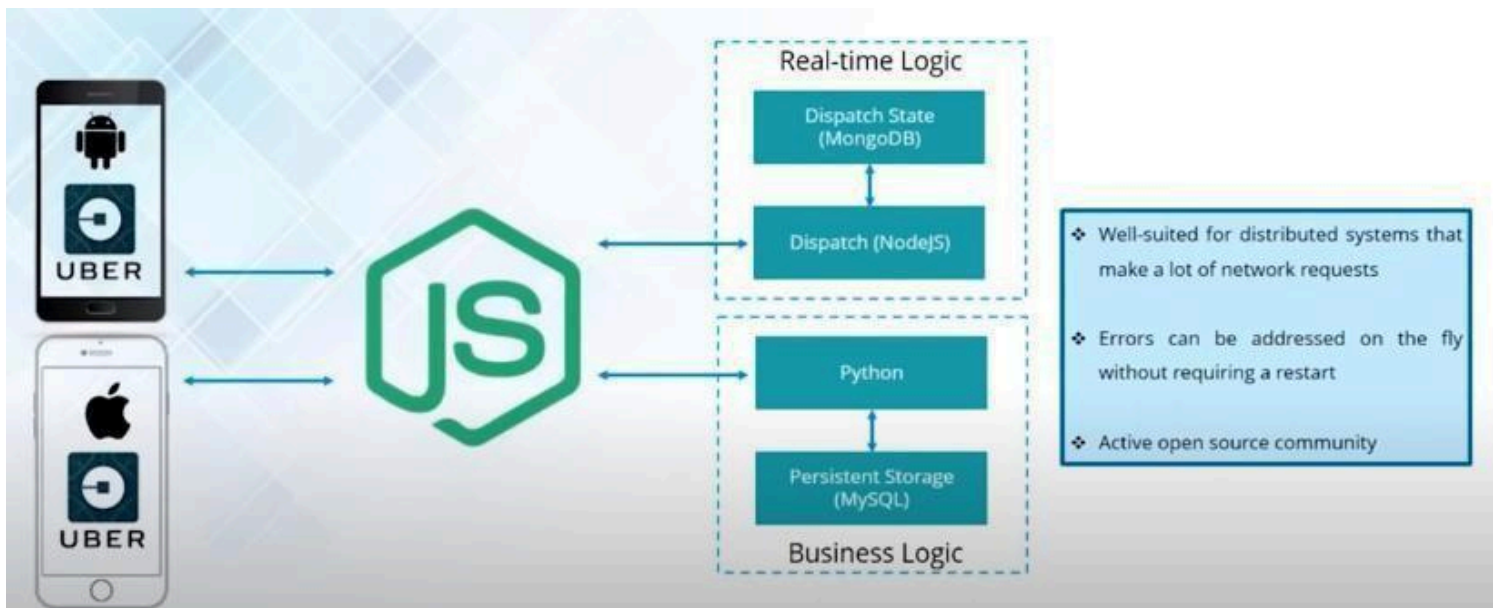 UBER
UBER
JS
Real-time Logic
Dispatch State
(MongoDB)
Dispatch (NodeJS)
Python
Persistent Storage
(MySQL)
Business Logic
❖ Well-suited for distributed systems that
make a lot of network requests
❖ Errors can be addressed on the fly
without requiring a restart
❖ Active open source community